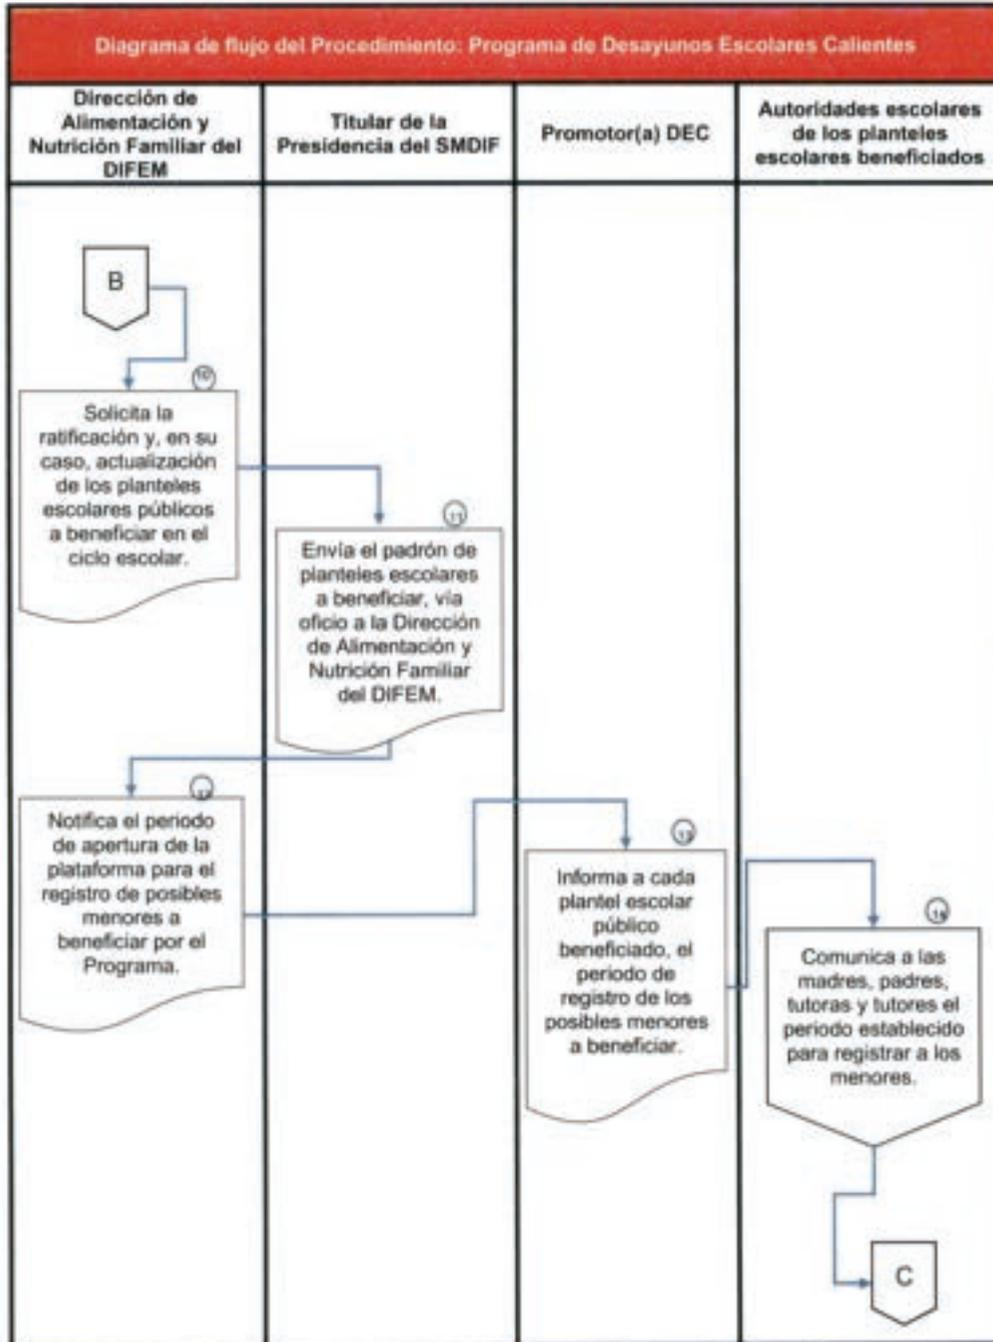 Diagrama de flujo del Procedimiento: Programa de Desayunos Escolares Calientes
Dirección de
Alimentación y
Nutrición Familiar del
DIFEM
Titular de la
Presidencia del SMDIF
Promotor(a) DEC
Autoridades escolares
de los planteles
escolares beneficiados
B
10
Solicita la
ratificación y, en su
caso, actualización
de los planteles
escolares públicos
a beneficiar en el
ciclo escolar.
11
Envía el padrón de
planteles escolares
a beneficiar, vía
oficio a la Dirección
de Alimentación y
Nutrición Familiar
del DIFEM.
12
Notifica el periodo
de apertura de la
plataforma para el
registro de posibles
menores a
beneficiar por el
Programa.
13
Informa a cada
plantel escolar
público
beneficiado, el
periodo de
registro de los
posibles menores
a beneficiar.
Comunica a las
madres, padres,
tutoras y tutores el
periodo establecido
para registrar a los
menores.
C